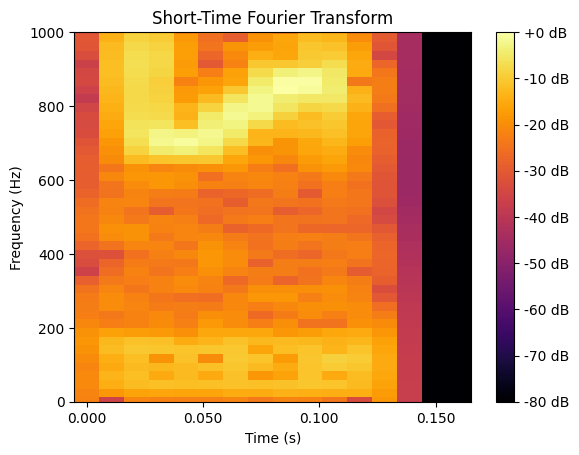 Short-Time Fourier Transform
1000
800
600
400
200
0
Frequency (Hz)
0.000
0.050
0.100
0.150
Time (s)
+0 dB
-10 dB
-20 dB
-30 dB
-40 dB
-50 dB
-60 dB
-70 dB
-80 dB